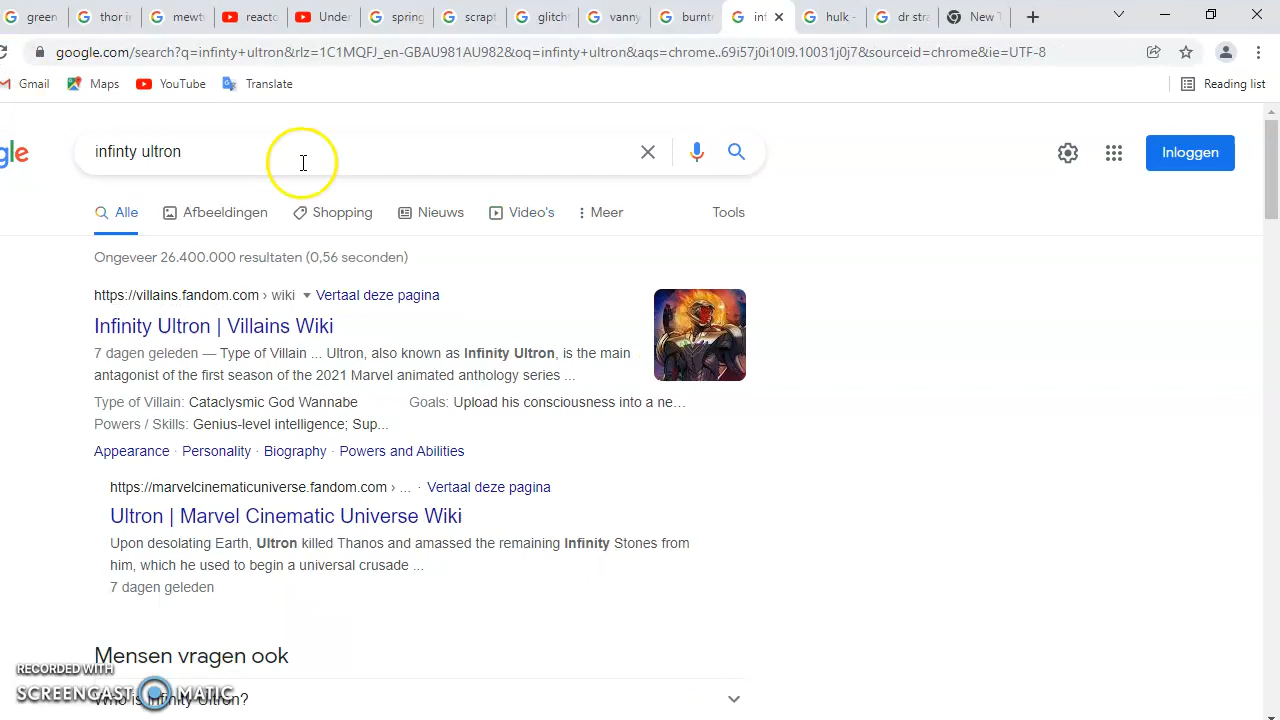 green
thor in
mewt
reacto
Under
spring
scrapt
glitch
vanny
burnt
inf
hulk -
dr stra
New T
google.com/search?q=infinty+ultron&rlz=1C1MQFJ_en-GBAU981AU982&oq=infinty+ultron&aqs=chrome..6957j0i10l9.10031j0j7&sourceid=chrome&ie=UTF-8
Gmail Maps YouTube Translate Reading list
gle infinty ultron Inloggen
Alle Afbeeldingen Shopping Nieuws Video's Meer Tools
Ongeveer 26.400.000 resultaten (0,56 seconden)
https://villains.fandom.com › wiki Vertaal deze pagina
Infinity Ultron | Villains Wiki
7 dagen geleden — Type of Villain ... Ultron, also known as Infinity Ultron, is the main
antagonist of the first season of the 2021 Marvel animated anthology series ...
Type of Villain: Cataclysmic God Wannabe Goals: Upload his consciousness into a ne...
Powers / Skills: Genius-level intelligence; Sup...
Appearance · Personality · Biography · Powers and Abilities
https://marvelcinematicuniverse.fandom.com › ... · Vertaal deze pagina
Ultron | Marvel Cinematic Universe Wiki
Upon desolating Earth, Ultron killed Thanos and amassed the remaining Infinity Stones from
him, which he used to begin a universal crusade ...
7 dagen geleden
Mensen vragen ook
Who is Infinity Ultron?
RECORDED WITH
SCREENCAST MATIC